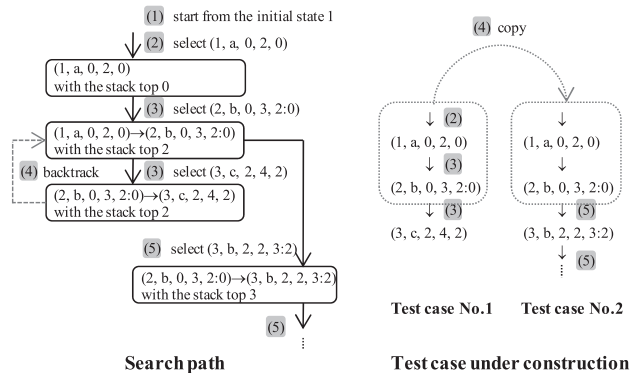 (1) start from the initial state 1
(2) select (1, a, 0, 2, 0)
(1, a, 0, 2, 0)
with the stack top 0
(3) select (2, b, 0, 3, 2:0)
(1, a, 0, 2, 0)→(2, b, 0, 3, 2:0)
with the stack top 2
(4) backtrack
(3) select (3, c, 2, 4, 2)
(2, b, 0, 3, 2:0)→(3, c, 2, 4, 2)
with the stack top 2
(5) select (3, b, 2, 2, 3:2)
(2, b, 0, 3, 2:0)→(3, b, 2, 2, 3:2)
with the stack top 3
(5)
Search path
(4) copy
(2)
(1, a, 0, 2, 0)
(3)
(2, b, 0, 3, 2:0)
(3)
(3, c, 2, 4, 2)
Test case No.1
(1, a, 0, 2, 0)
(2, b, 0, 3, 2:0)
(5)
(3, b, 2, 2, 3:2)
(5)
Test case No.2
Test case under construction